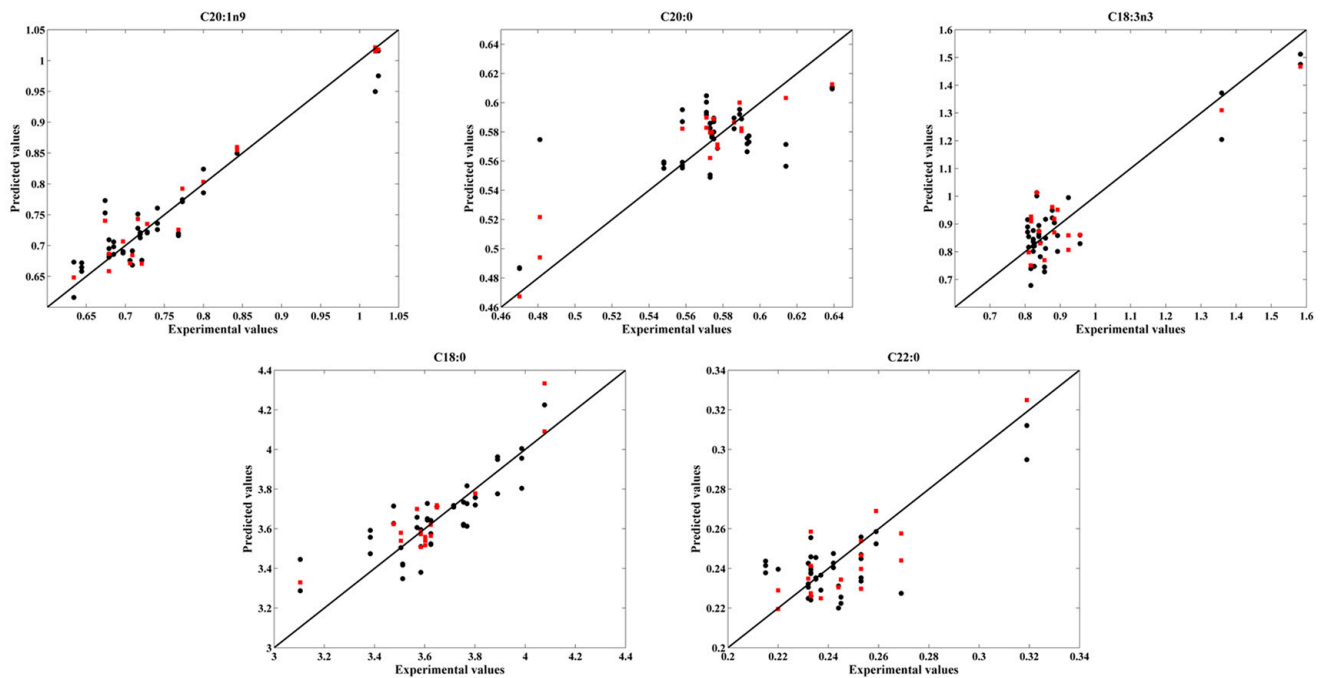 C20:1n9
1.05
1
0.95
0.9
0.85
0.8
0.75
0.7
0.65
Predicted values
0.65 0.7 0.75 0.8 0.85 0.9 0.95 1 1.05
Experimental values
C20:0
0.64
0.62
0.6
0.58
0.56
0.54
0.52
0.5
0.48
0.46
Predicted values
0.46 0.48 0.5 0.52 0.54 0.56 0.58 0.6 0.62 0.64
Experimental values
C18:3n3
1.6
1.5
1.4
1.3
1.2
1.1
1
0.9
0.8
0.7
Predicted values
0.7 0.8 0.9 1 1.1 1.2 1.3 1.4 1.5 1.6
Experimental values
C18:0
4.4
4.2
4
3.8
3.6
3.4
3.2
3
Predicted values
3 3.2 3.4 3.6 3.8 4 4.2 4.4
Experimental values
C22:0
0.34
0.32
0.3
0.28
0.26
0.24
0.22
0.2
Predicted values
0.2 0.22 0.24 0.26 0.28 0.3 0.32 0.34
Experimental values